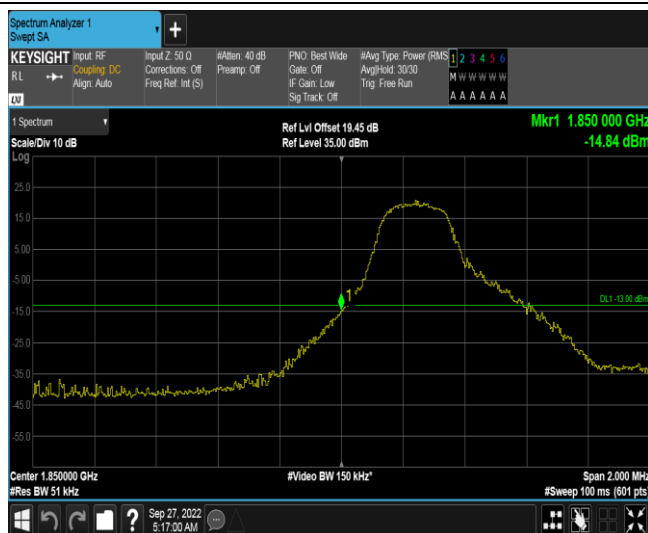 Spectrum Analyzer 1
Swept SA
KEYSIGHT
RL
Input: RF
Coupling: DC
Align: Auto
Input Z: 50 Ω
Corrections: Off
Freq Ref: Int (S)
#Atten: 40 dB
Preamp: Off
PNO: Best Wide
Gate: Off
IF Gain: Low
Sig Track: Off
#Avg Type: Power (RMS
Avg|Hold: 30/30
Trig: Free Run
1 2 3 4 5 6
M W W W W W
A A A A A A
LXI
1 Spectrum
Scale/Div 10 dB
Log
Ref Lvl Offset 19.45 dB
Ref Level 35.00 dBm
Mkr1 1.850 000 GHz
-14.84 dBm
25.0
15.0
5.00
-5.00
1
DL1 -13.00 dBm
-15.0
-25.0
-35.0
-45.0
-55.0
Center 1.850000 GHz
#Video BW 150 kHz*
Span 2.000 MHz
#Res BW 51 kHz
#Sweep 100 ms (601 pts)
?
Sep 27, 2022
5:17:00 AM